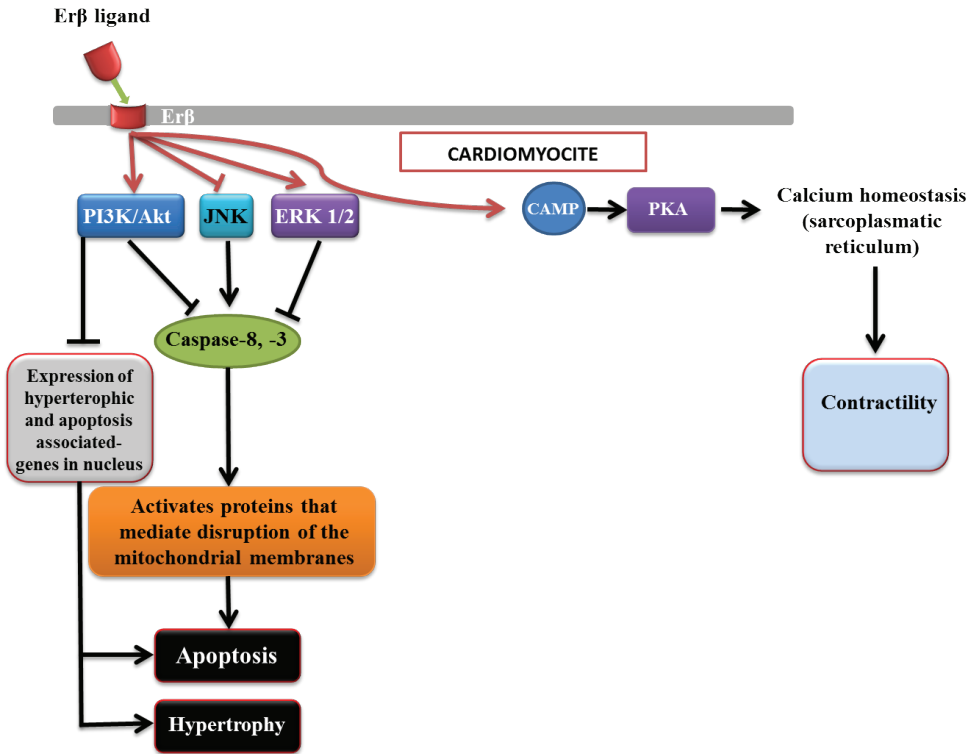 Erβ ligand
Erβ
CARDIOMYOCITE
PI3K/Akt
JNK
ERK 1/2
CAMP
PKA
Calcium homeostasis
(sarcoplasmatic
reticulum)
Caspase-8, -3
Expression of
hyperterophic
and apoptosis
associated-
genes in nucleus
Contractility
Activates proteins that
mediate disruption of the
mitochondrial membranes
Apoptosis
Hypertrophy